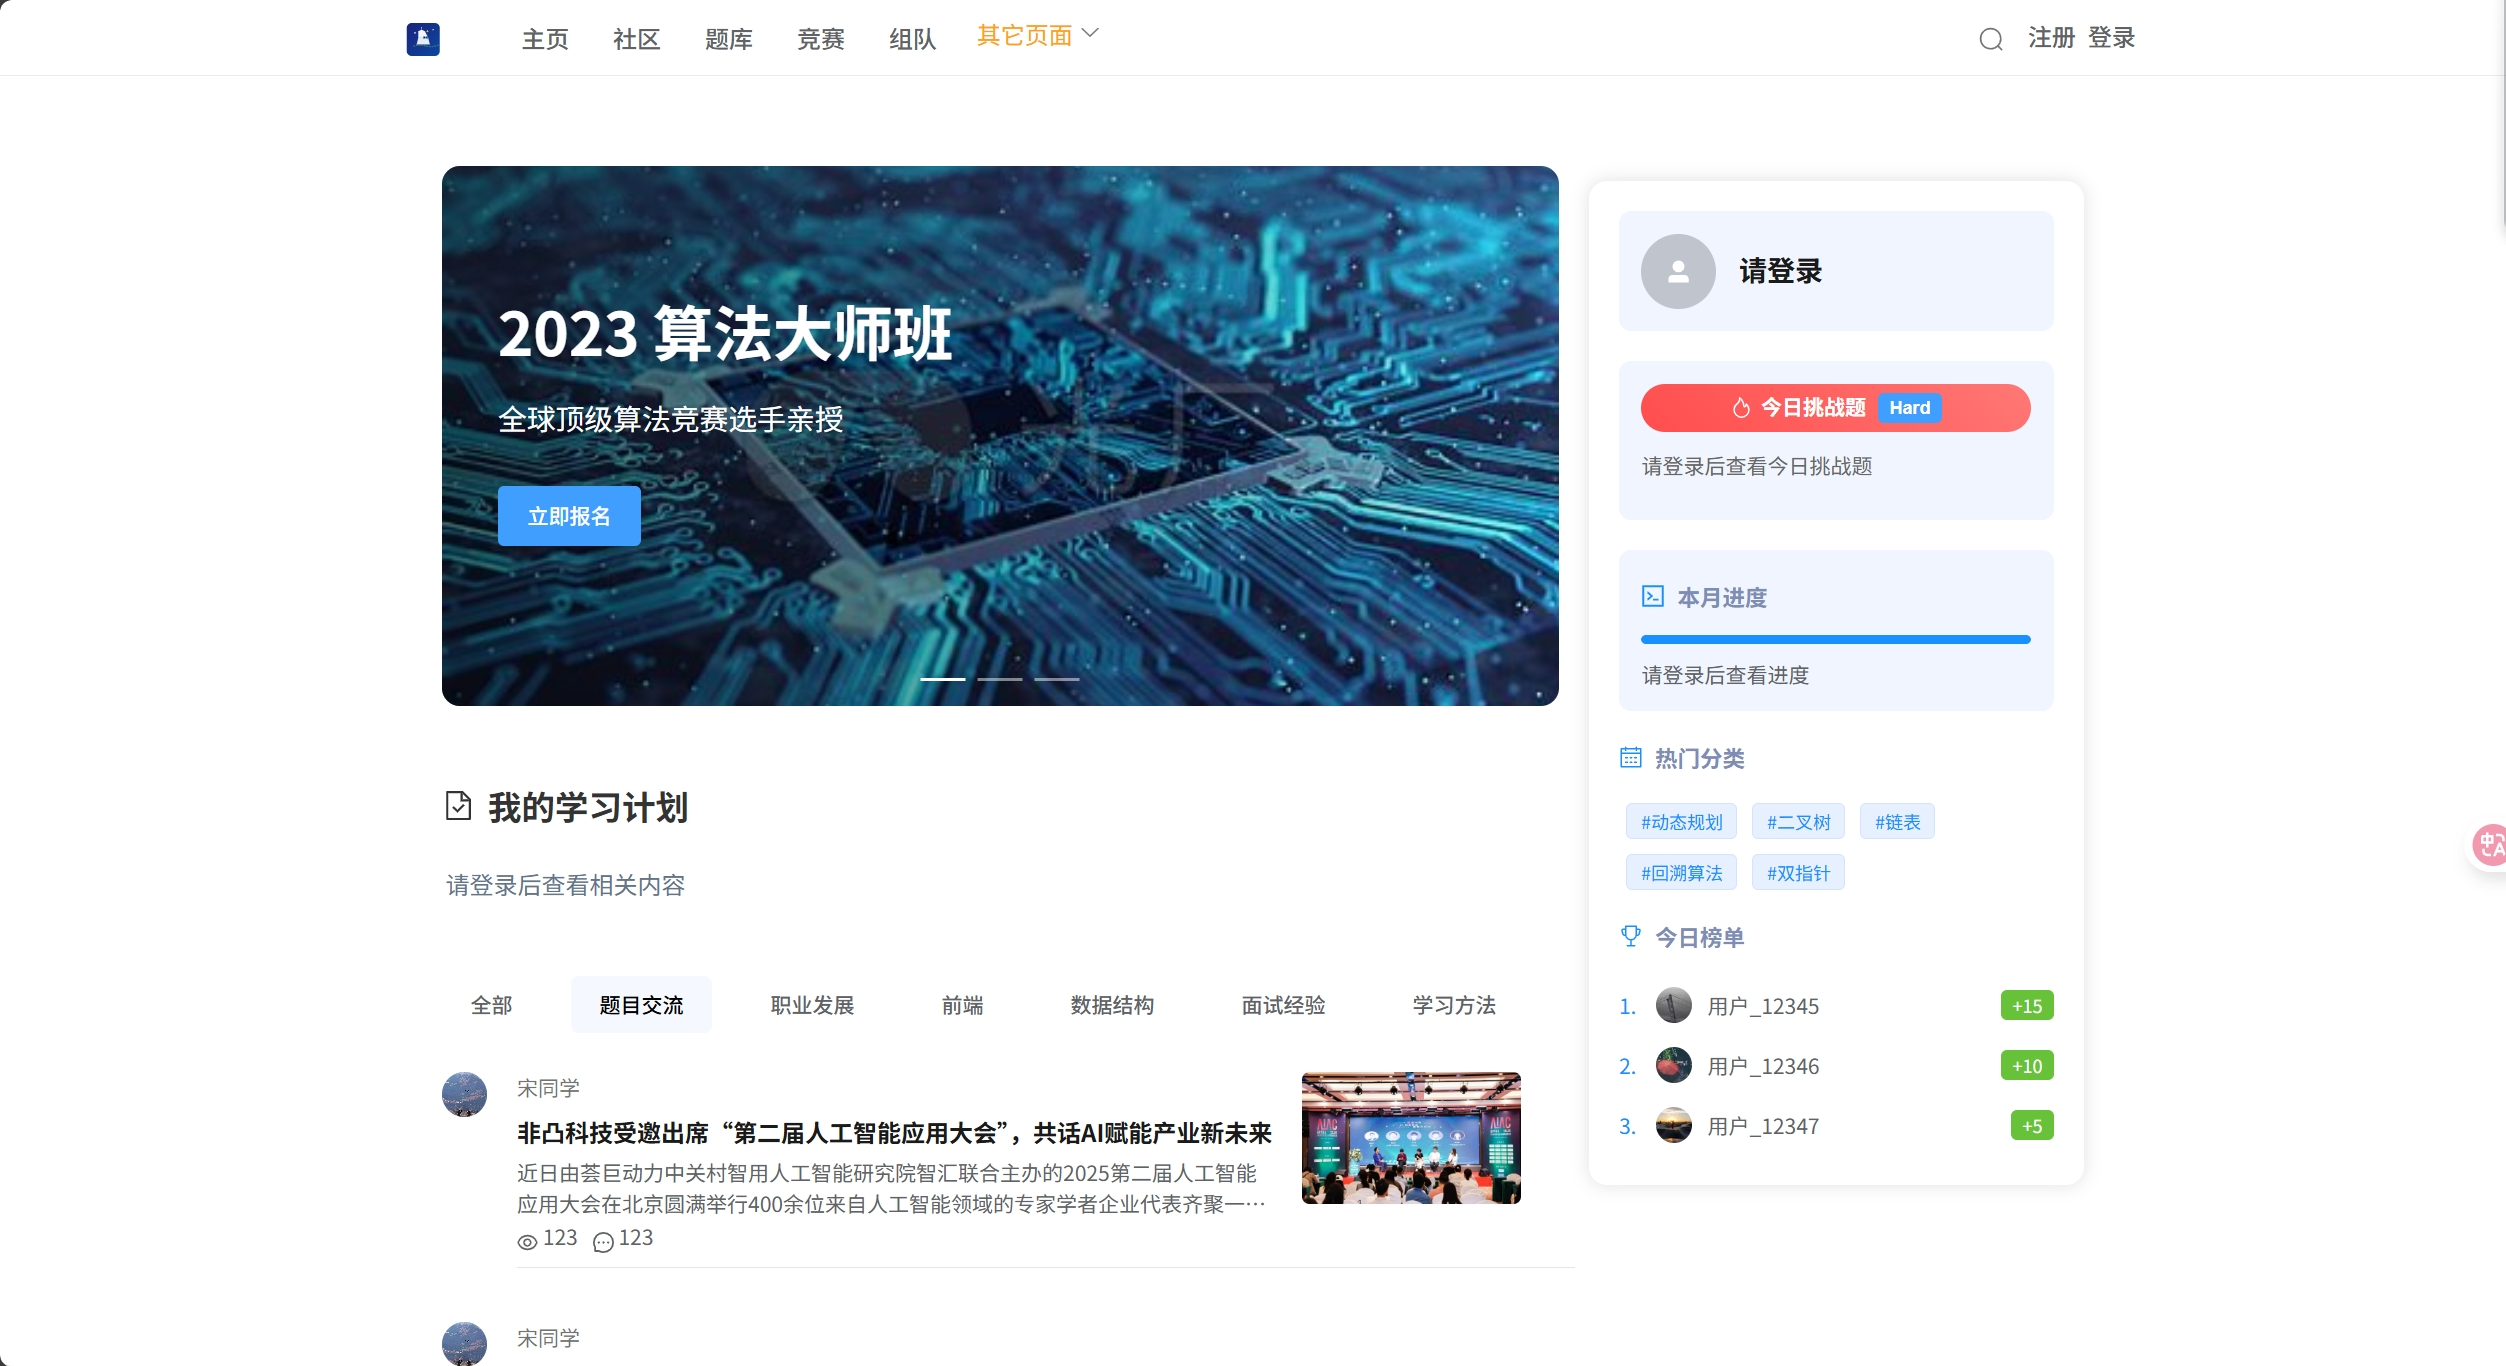 主页 社区 题库 竞赛 组队 其它页面
注册 登录
2023 算法大师班
全球顶级算法竞赛选手亲授
立即报名
我的学习计划
请登录后查看相关内容
全部 题目交流 职业发展 前端 数据结构 面试经验 学习方法
宋同学
非凸科技受邀出席“第二届人工智能应用大会”，共话AI赋能产业新未来
近日由荟巨动力中关村智用人工智能研究院智汇联合主办的2025第二届人工智能
应用大会在北京圆满举行400余位来自人工智能领域的专家学者企业代表齐聚一…
123 123
AIAC
宋同学
请登录
今日挑战题 Hard
请登录后查看今日挑战题
本月进度
请登录后查看进度
热门分类
#动态规划 #二叉树 #链表
#回溯算法 #双指针
今日榜单
1. 用户_12345 +15
2. 用户_12346 +10
3. 用户_12347 +5
中
A